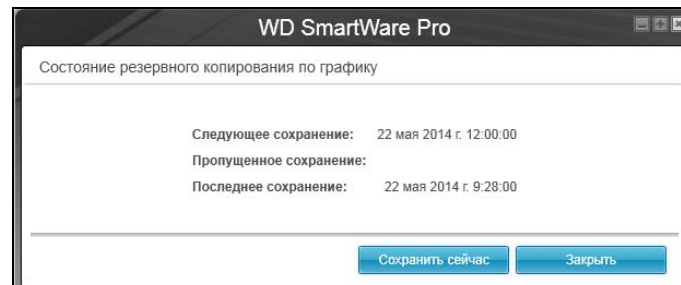 WD SmartWare Pro
Состояние резервного копирования по графику
Следующее сохранение: 22 мая 2014 г. 12:00:00
Пропущенное сохранение:
Последнее сохранение: 22 мая 2014 г. 9:28:00
Сохранить сейчас Закрыть